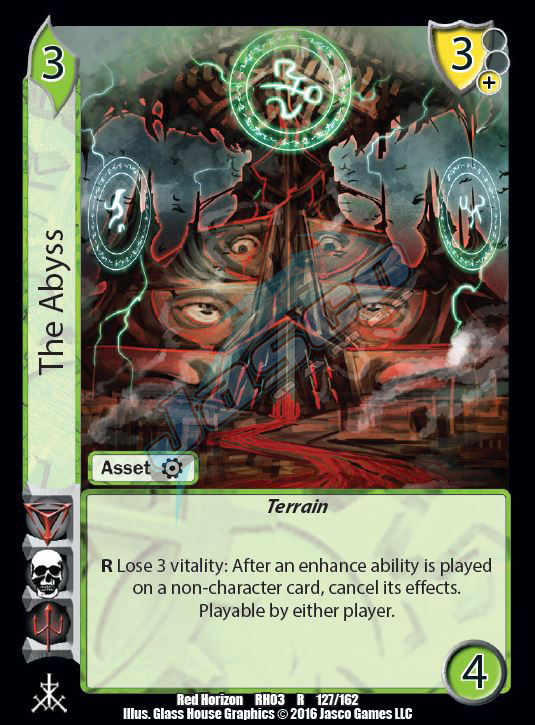 3
3
+
The Abyss
JASCO
Asset
Terrain
R Lose 3 vitality: After an enhance ability is played
on a non-character card, cancel its effects.
Playable by either player.
4
Red Horizon RH03 R 127/162
Illus. Glass House Graphics © 2016 Jasco Games LLC